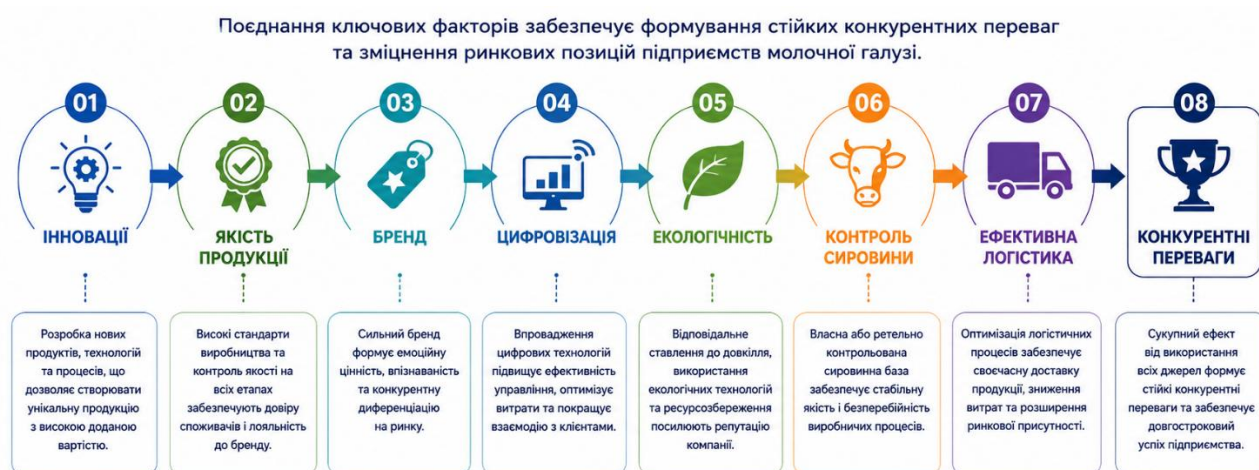 Поєднання ключових факторів забезпечує формування стійких конкурентних переваг
та зміцнення ринкових позицій підприємств молочної галузі.
01
ІННОВАЦІЇ
Розробка нових
продуктів, технологій
та процесів, що
дозволяє створювати
унікальну продукцію
з високою доданою
вартістю.
02
ЯКІСТЬ
ПРОДУКЦІЇ
Високі стандарти
виробництва та
контроль якості на
всіх етапах
забезпечують довіру
споживачів і лояльність
до бренду.
03
БРЕНД
Сильний бренд
формує емоційну
цінність, впізнаваність
та конкурентну
диференціацію
на ринку.
04
ЦИФРОВІЗАЦІЯ
Впровадження
цифрових технологій
підвищує ефективність
управління, оптимізує
витрати та покращує
взаємодію з клієнтами.
05
ЕКОЛОГІЧНІСТЬ
Відповідальне
ставлення до довкілля,
використання
екологічних технологій
та ресурсозбереження
посилюють репутацію
компанії.
06
КОНТРОЛЬ
СИРОВИНИ
Власна або ретельно
контрольована
сировинна база
забезпечує стабільну
якість і безперебійність
виробничих процесів.
07
ЕФЕКТИВНА
ЛОГІСТИКА
Оптимізація логістичних
процесів забезпечує
своєчасну доставку
продукції, зниження
витрат та розширення
ринкової присутності.
08
КОНКУРЕНТНІ
ПЕРЕВАГИ
Сукупний ефект
від використання
всіх джерел формує
стійкі конкурентні
переваги та забезпечує
довгостроковий
успіх підприємства.